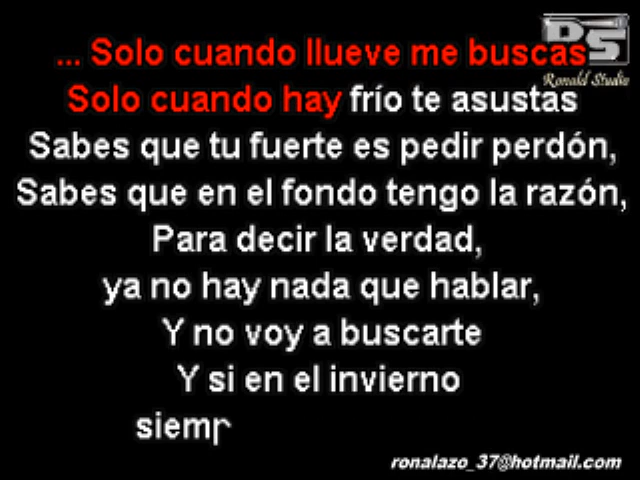 ... Solo cuando llueve me buscas
Solo cuando hay frío te asustas
Sabes que tu fuerte es pedir perdón,
Sabes que en el fondo tengo la razón,
Para decir la verdad,
ya no hay nada que hablar,
Y no voy a buscarte
Y si en el invierno
siemp
ronalazo_37@hotmail.com
DS
Ronald Studio